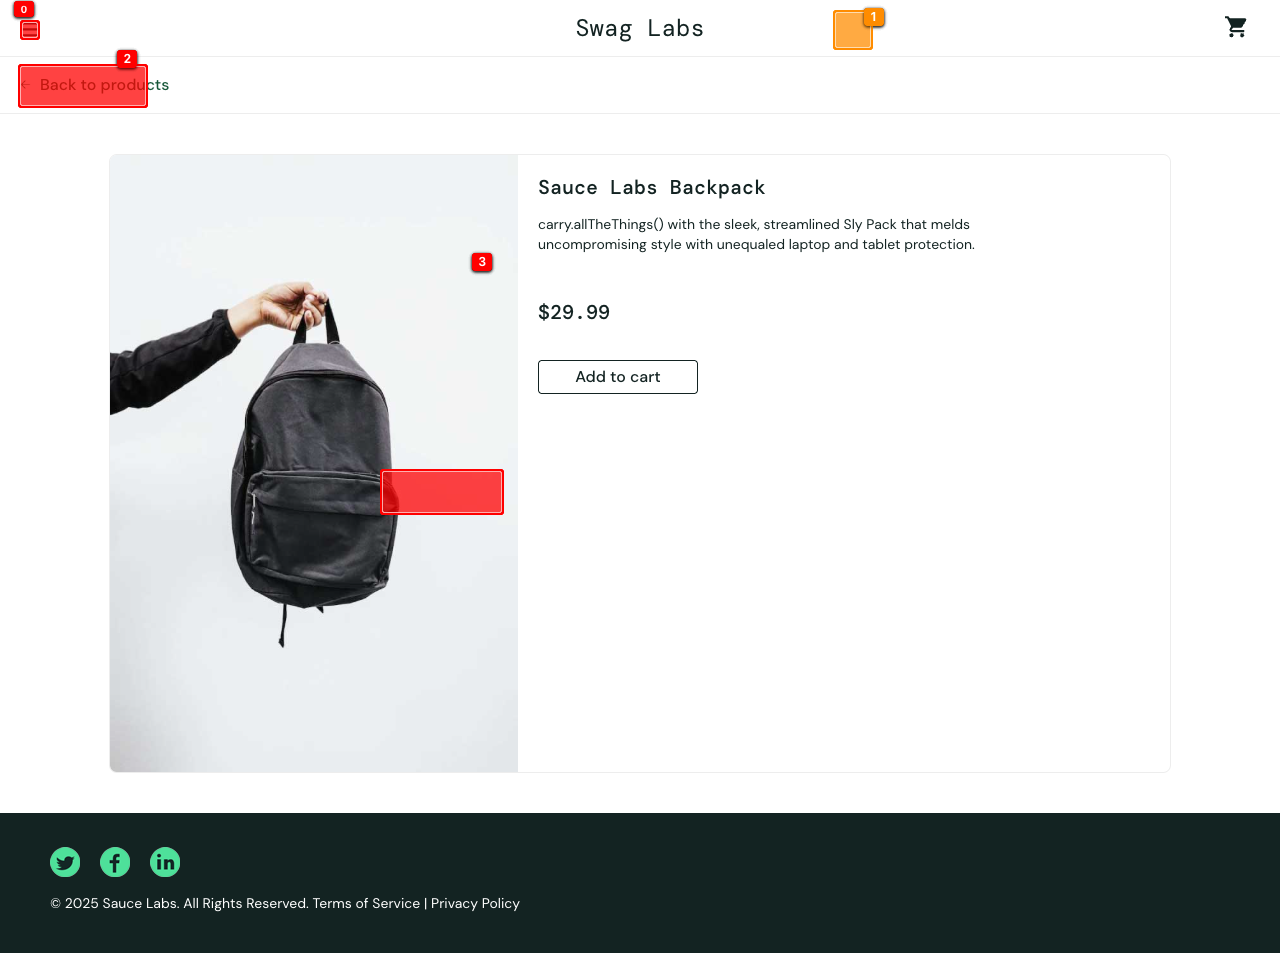 0
Swag Labs
1
2
← Back to products
Sauce Labs Backpack
carry.allTheThings() with the sleek, streamlined Sly Pack that melds
uncompromising style with unequaled laptop and tablet protection.
3
$29.99
Add to cart
© 2025 Sauce Labs. All Rights Reserved. Terms of Service | Privacy Policy